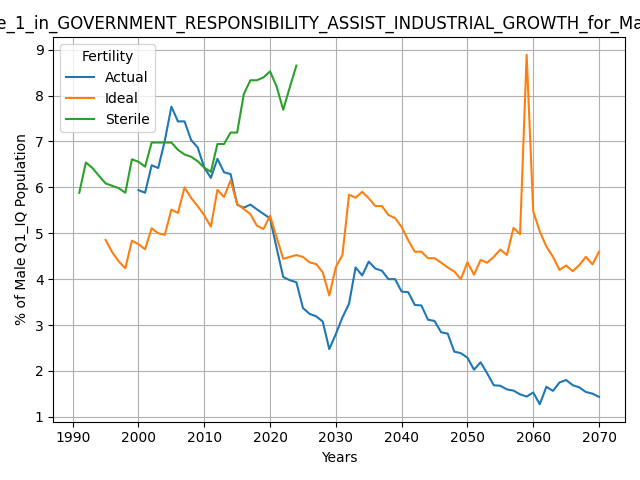 e_1_in_GOVERNMENT_RESPONSIBILITY_ASSIST_INDUSTRIAL_GROWTH_for_Ma
Fertility
Actual
Ideal
Sterile
% of Male Q1_IQ Population
9
8
7
6
5
4
3
2
1
1990 2000 2010 2020 2030 2040 2050 2060 2070
Years